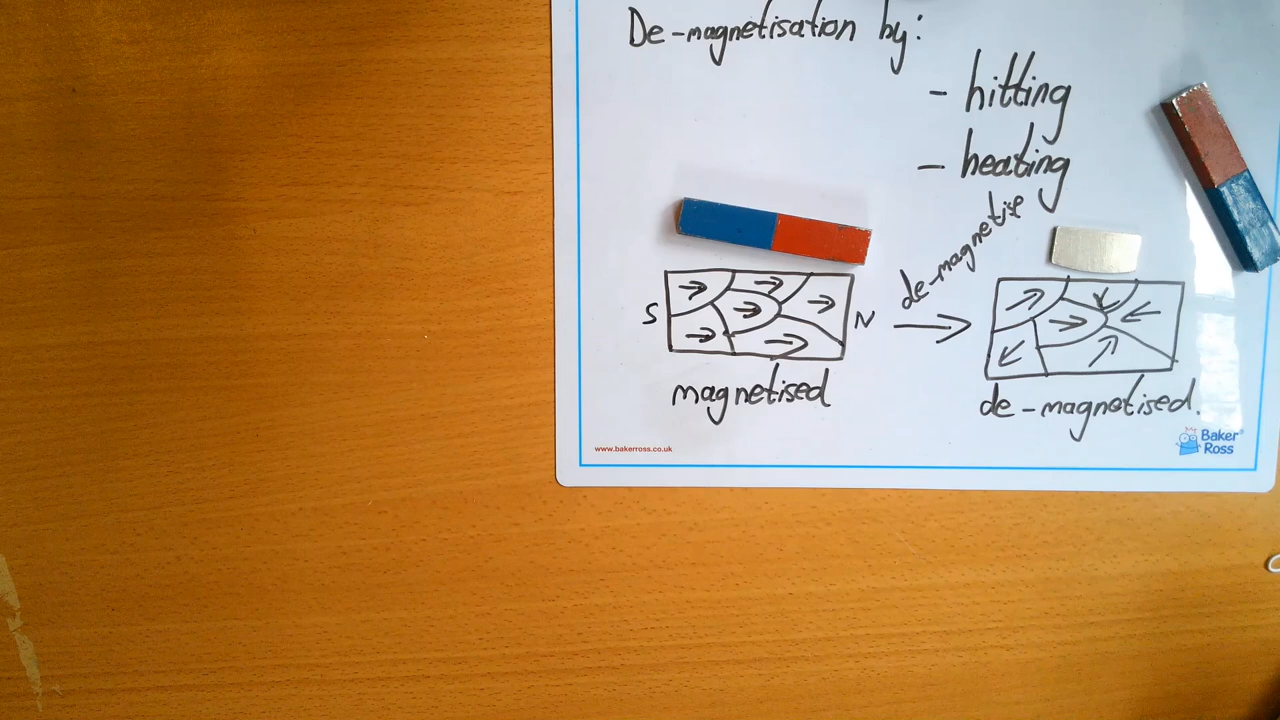 De-magnetisation by:
- hitting
- heating
de-magnetise
S
N
magnetised
de-magnetised.
www.bakerross.co.uk
Baker
Ross